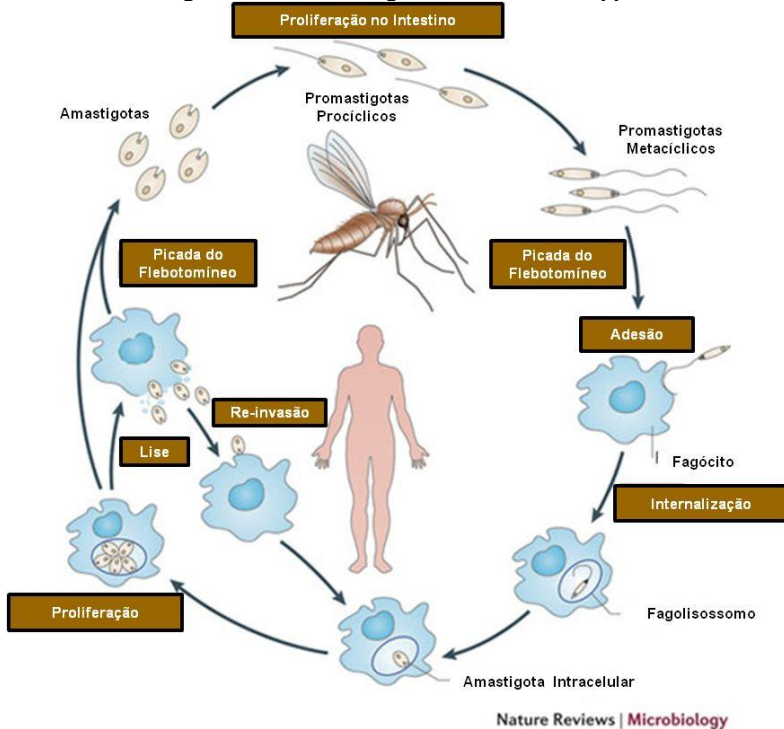 Proliferação no Intestino
Amastigotas
Promastigotas
Procíclicos
Promastigotas
Metacíclicos
Picada do
Flebotomíneo
Picada do
Flebotomíneo
Adesão
Re-invasão
Lise
Fagócito
Internalização
Proliferação
Fagolisossomo
Amastigota Intracelular
Nature Reviews | Microbiology